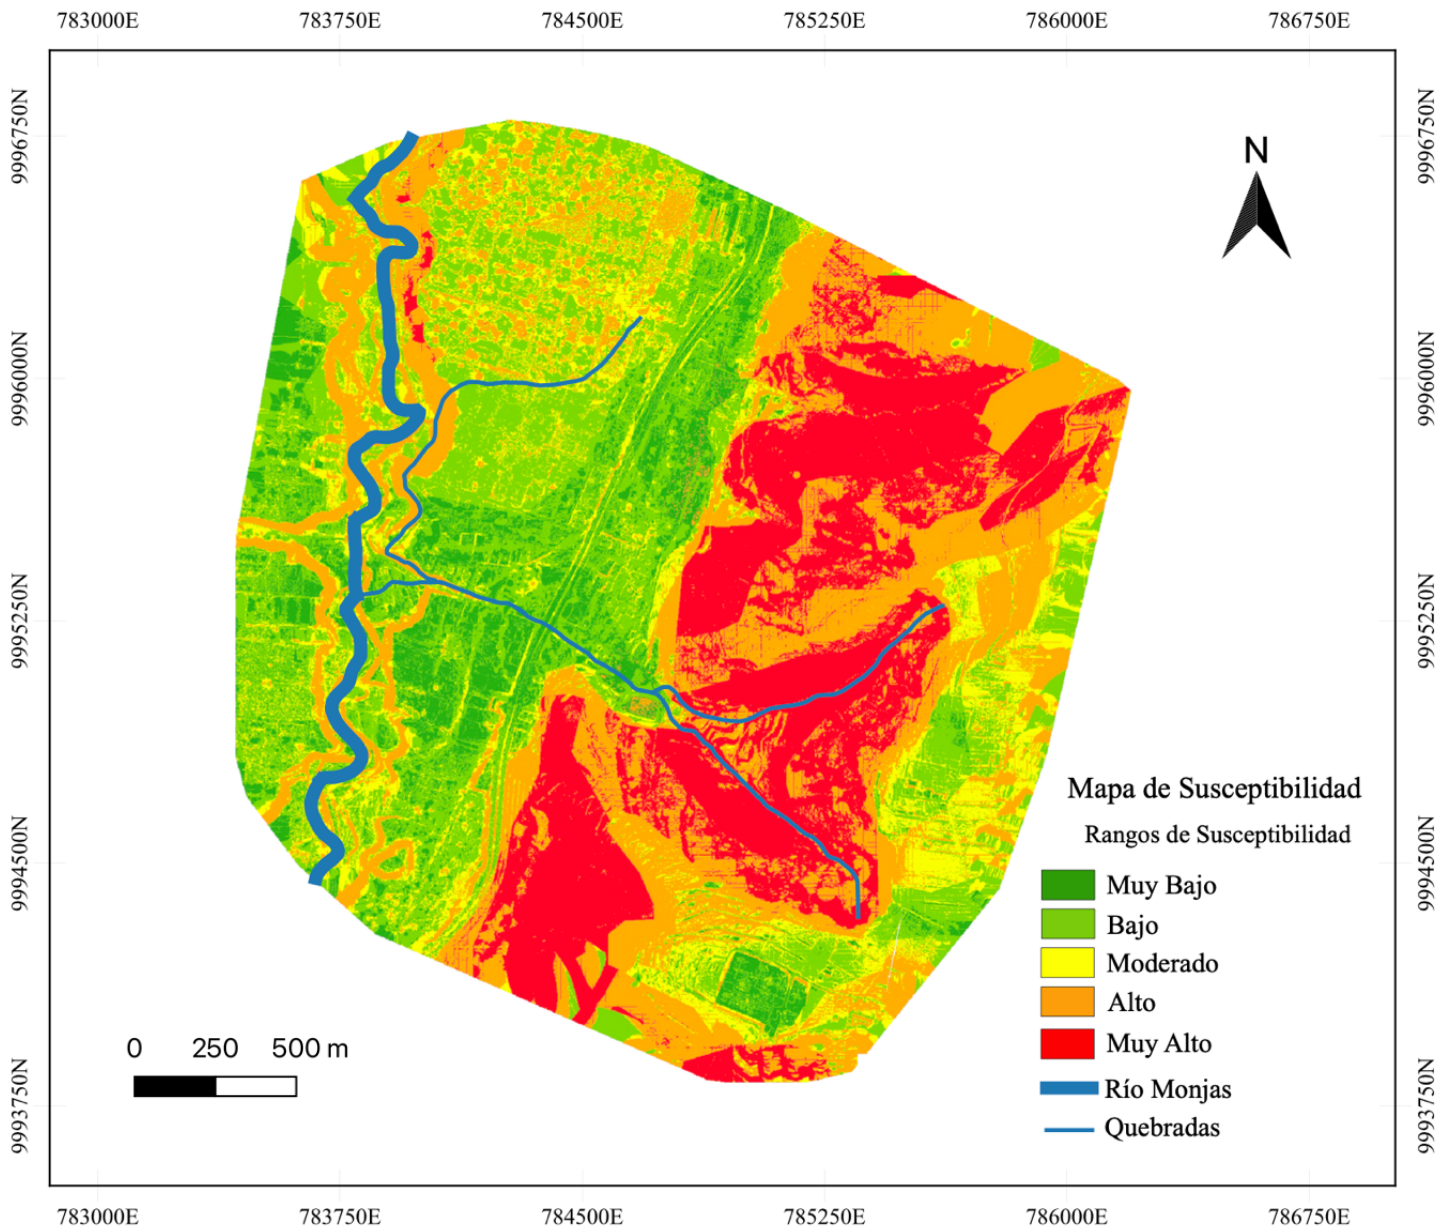 783000E 783750E 784500E 785250E 786000E 786750E
9996750N 9996750N
N
9996000N 9996000N
9995250N 9995250N
Mapa de Susceptibilidad
Rangos de Susceptibilidad
9994500N 9994500N
Muy Bajo
Bajo
Moderado
Alto
Muy Alto
0 250 500 m
Río Monjas
9993750N 9993750N
Quebradas
783000E 783750E 784500E 785250E 786000E 786750E